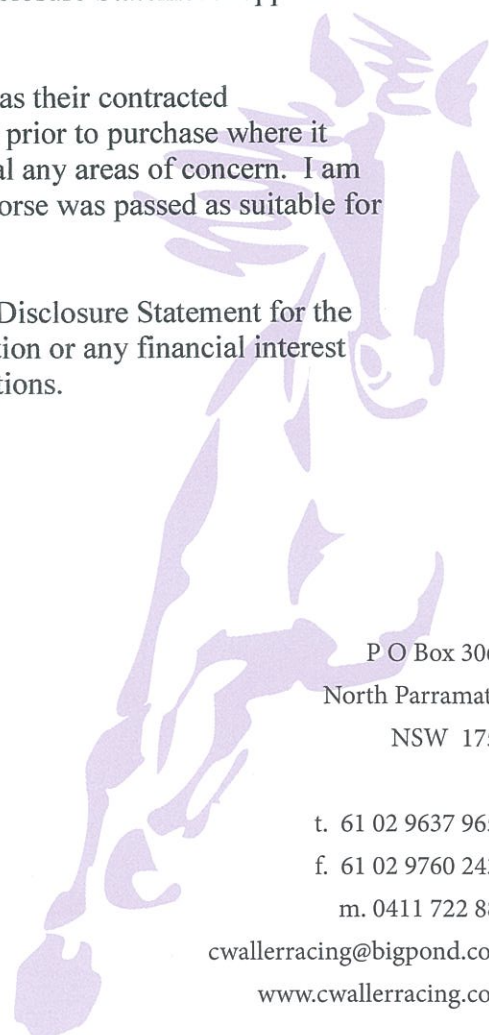 as their contracted
prior to purchase where it
al any areas of concern. I am
orse was passed as suitable for
Disclosure Statement for the
tion or any financial interest
tions.
P O Box 30
North Parramat
NSW 17
t. 61 02 9637 96
f. 61 02 9760 24
m. 0411 722 8
cwallerracing@bigpond.co
www.cwallerracing.co